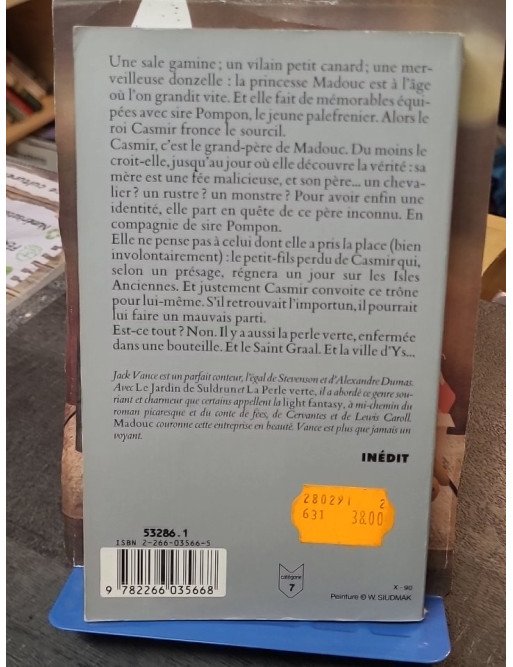 Une sale gamine ; un vilain petit canard ; une mer-
veilleuse donzelle : la princesse Madouc est à l'âge
où l'on grandit vite. Et elle fait de mémorables équi-
pées avec sire Pompon, le jeune palefrenier. Alors le
roi Casmir fronce le sourcil.
Casmir, c'est le grand-père de Madouc. Du moins le
croit-elle, jusqu'au jour où elle découvre la vérité : sa
mère est une fée malicieuse, et son père... un cheva-
lier ? un rustre ? un monstre ? Pour avoir enfin une
identité, elle part en quête de ce père inconnu. En
compagnie de sire Pompon.
Elle ne pense pas à celui dont elle a pris la place (bien
involontairement) : le petit-fils perdu de Casmir qui,
selon un présage, régnera un jour sur les Isles
Anciennes. Et justement Casmir convoite ce trône
pour lui-même. S'il retrouvait l'importun, il pourrait
lui faire un mauvais parti.
Est-ce tout ? Non. Il y a aussi la perle verte, enfermée
dans une bouteille. Et le Saint Graal. Et la ville d'Ys...
Jack Vance est un parfait conteur, l'égal de Stevenson et d'Alexandre Dumas.
Avec Le Jardin de Suldrun et La Perle verte, il a abordé ce genre sou-
riant et charmeur que certains appellent la light fantasy, à mi-chemin du
roman picaresque et du conte de fées, de Cervantes et de Lewis Caroll.
Madouc couronne cette entreprise en beauté. Vance est plus que jamais un
voyant.
INÉDIT
280291 2
631 38.00
53286.1
ISBN 2-266-03566-5
9 782266 035668
catégorie
7
X - 90
Peinture © W. SIUDMAK